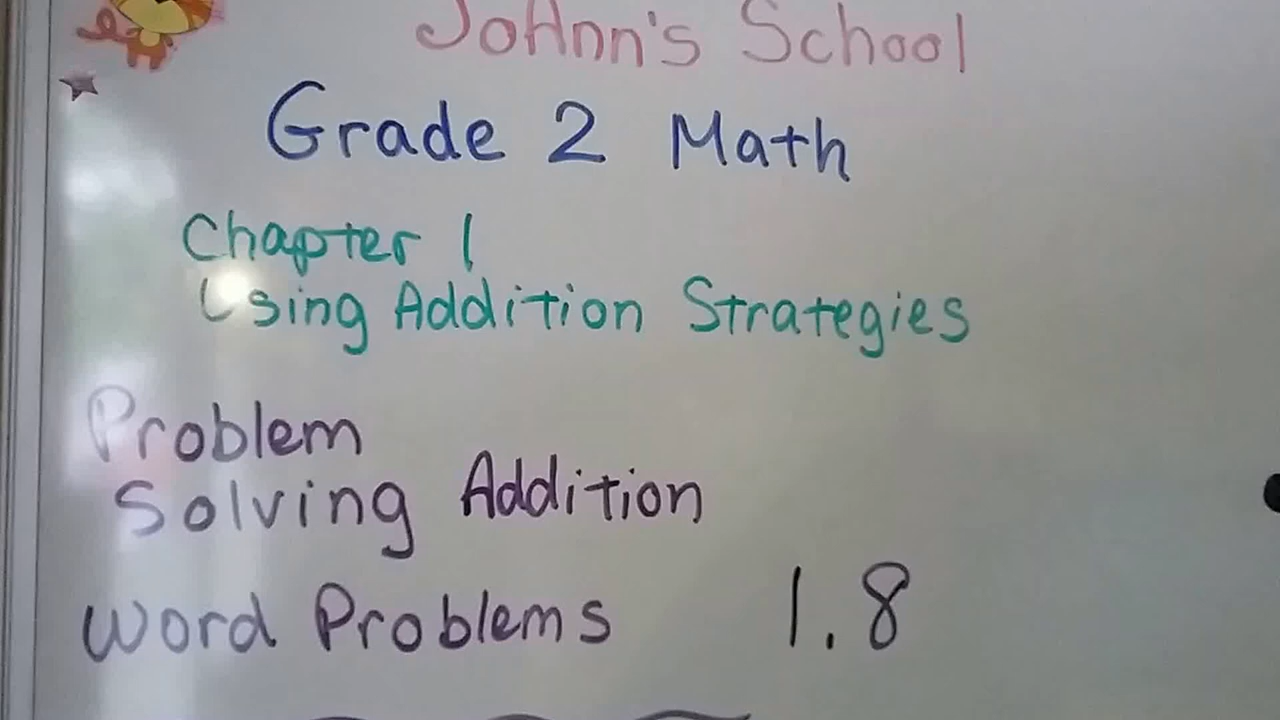 JoAnn's School
Grade 2 Math
Chapter 1
Using Addition Strategies
Problem
Solving Addition
Word Problems 1.8